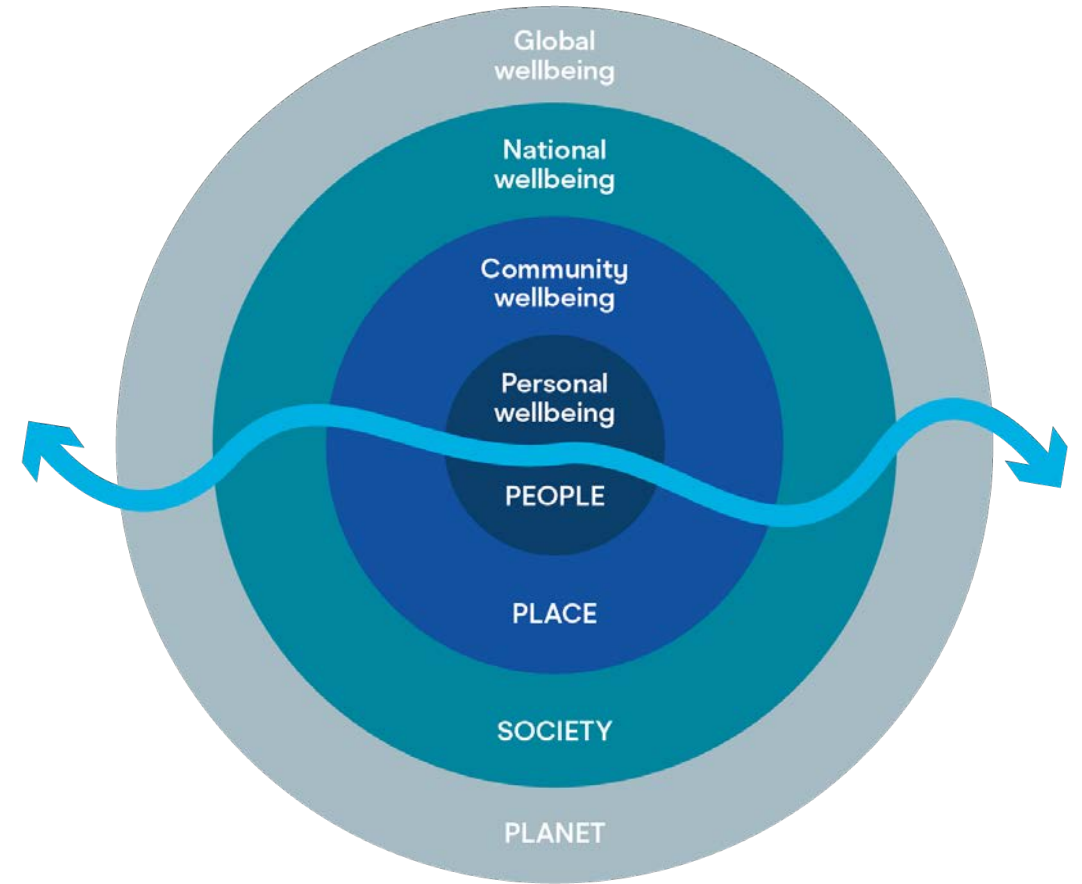 Global
wellbeing
National
wellbeing
Community
wellbeing
Personal
wellbeing
PEOPLE
PLACE
SOCIETY
PLANET